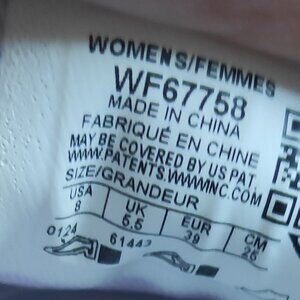 WOMENS/FEMMES
WF67758
MADE IN CHINA
FABRIQUÉ EN CHINE
MAY BE COVERED BY US PAT.
WWW.PATENTS.WWWMNC.COM
SIZE/GRANDEUR
USA UK EUR CM
8 5.5 39 25
0124 61443